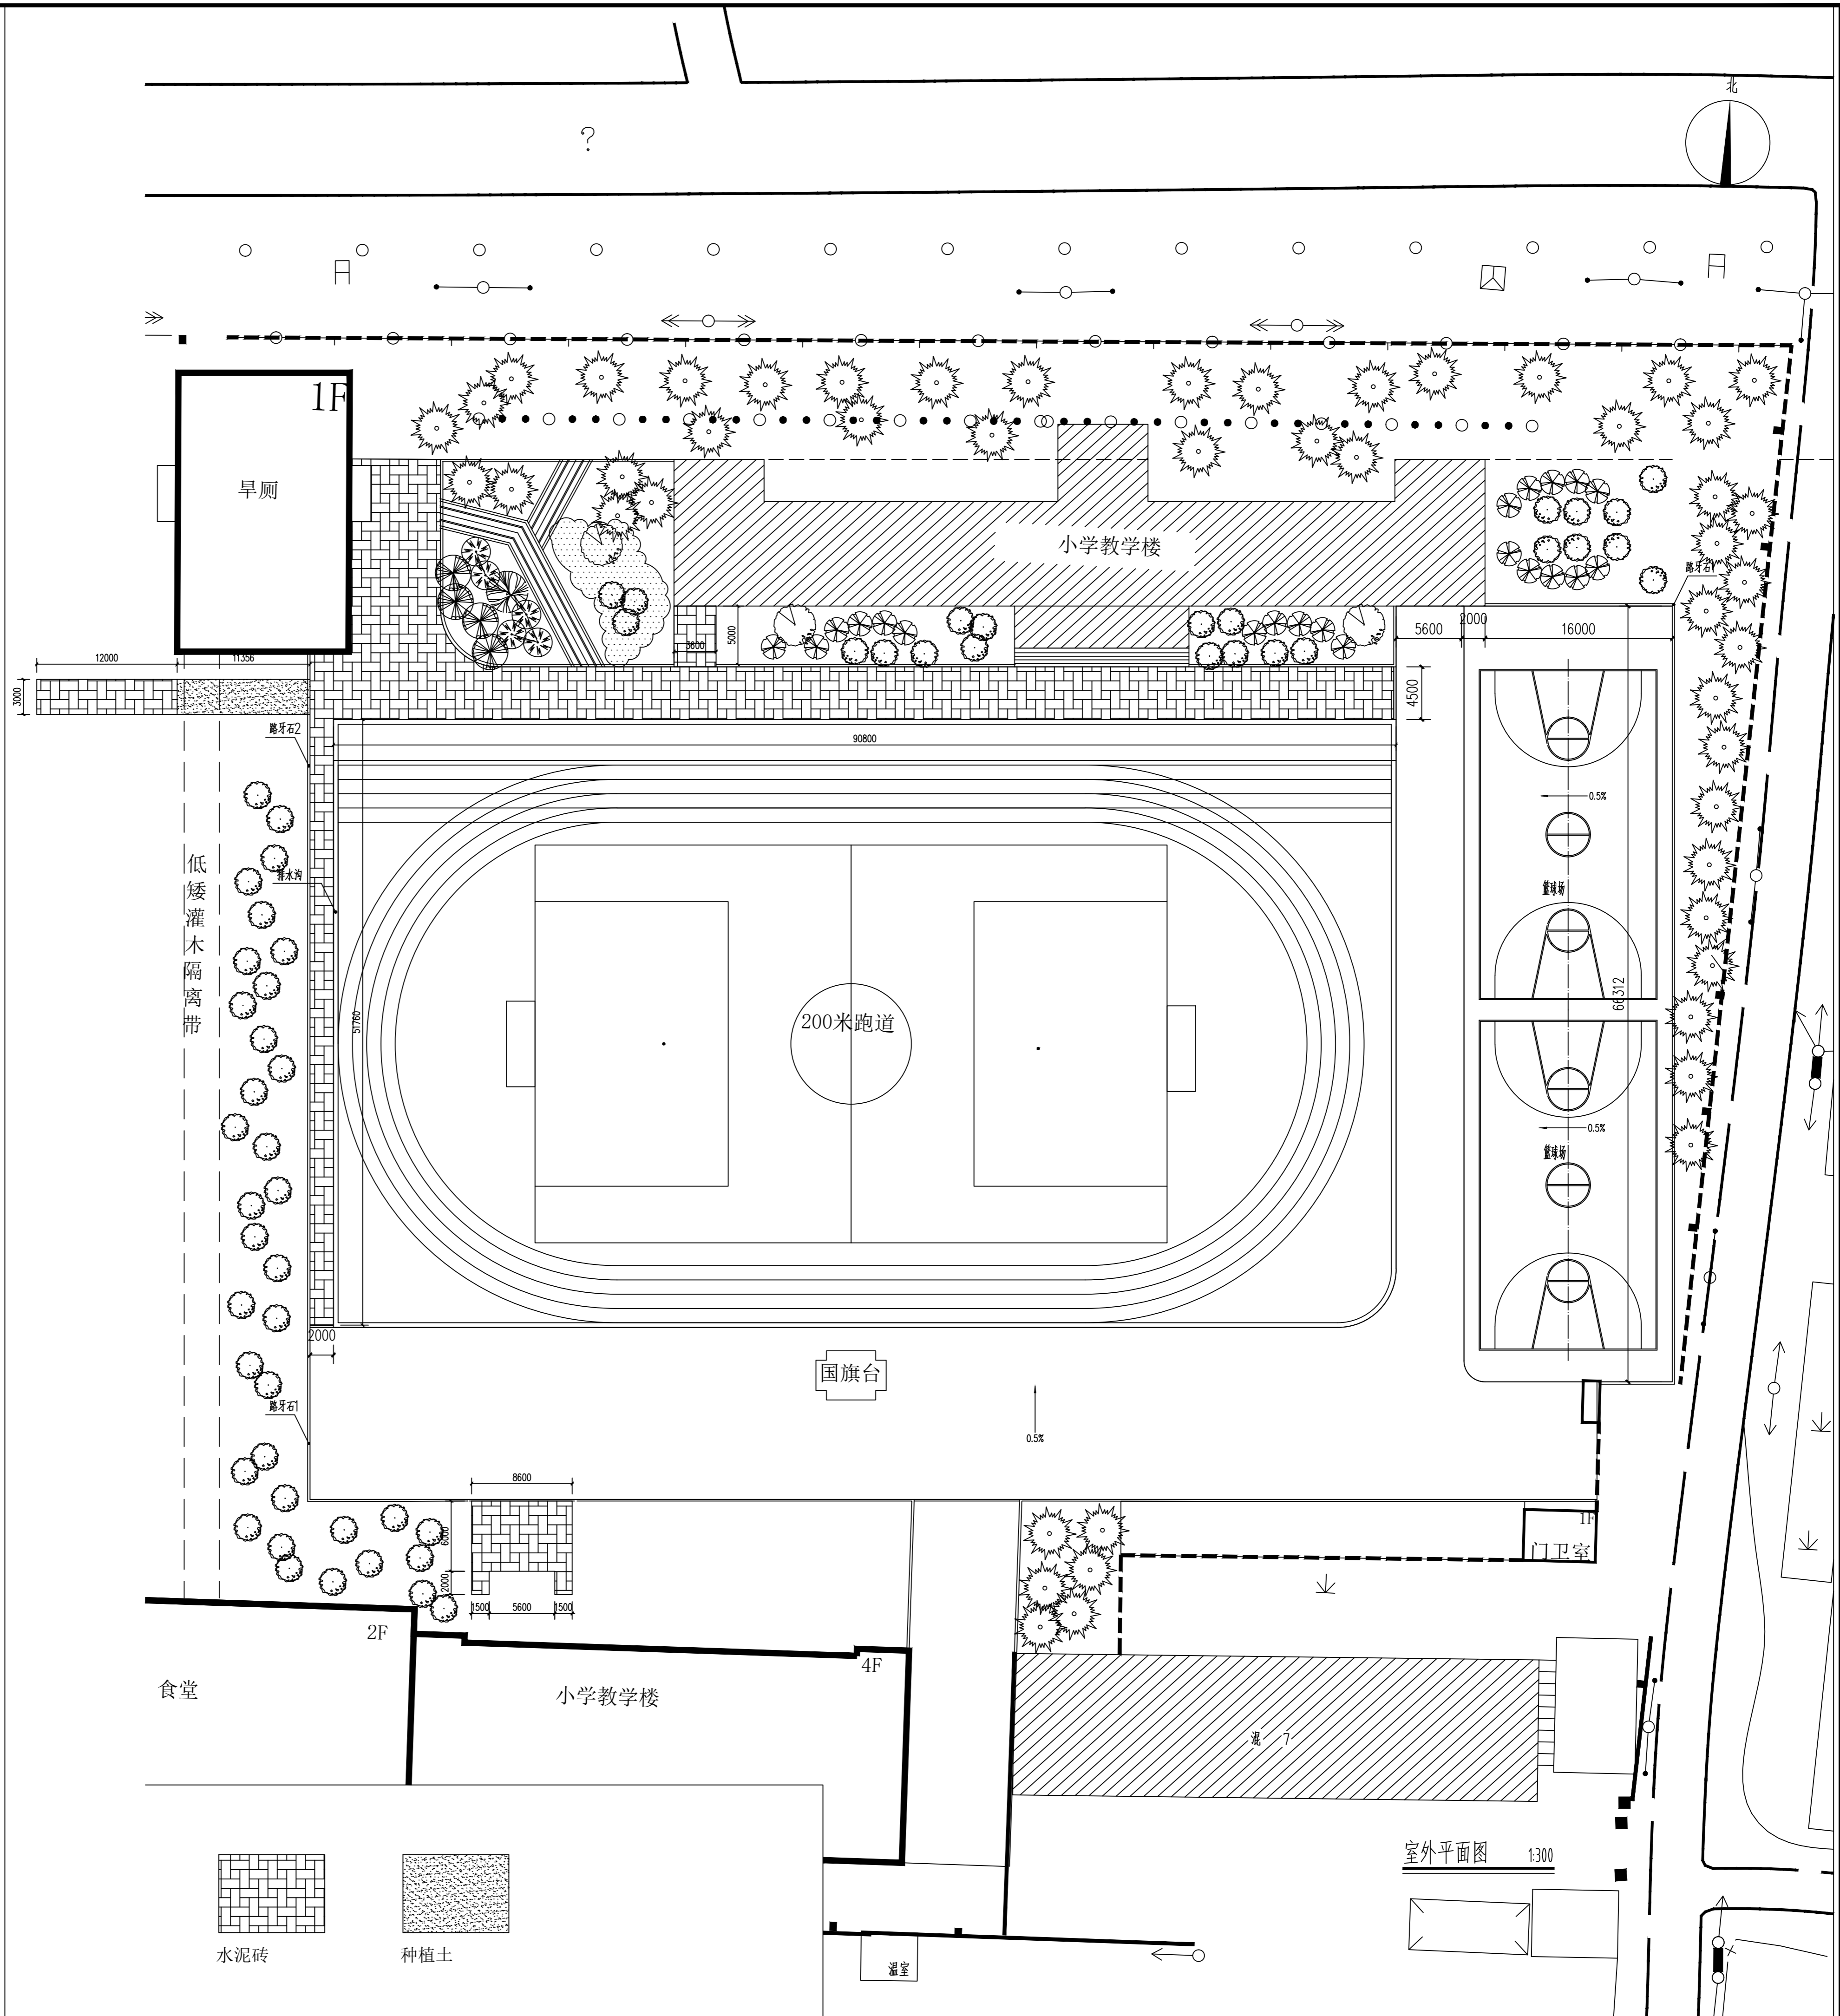 北
?
1F
旱厕
小学教学楼
路牙石1
5600
2000
16000
12000
11356
3600
5000
3000
4500
路牙石2
90800
0.5%
低矮灌木隔离带
排水沟
篮球场
66312
200米跑道
51760
0.5%
篮球场
2000
国旗台
路牙石1
0.5%
8600
6000
1F
门卫室
2000
1500
5600
1500
2F
4F
食堂
小学教学楼
混 7
室外平面图 1:300
水泥砖
种植土
温室